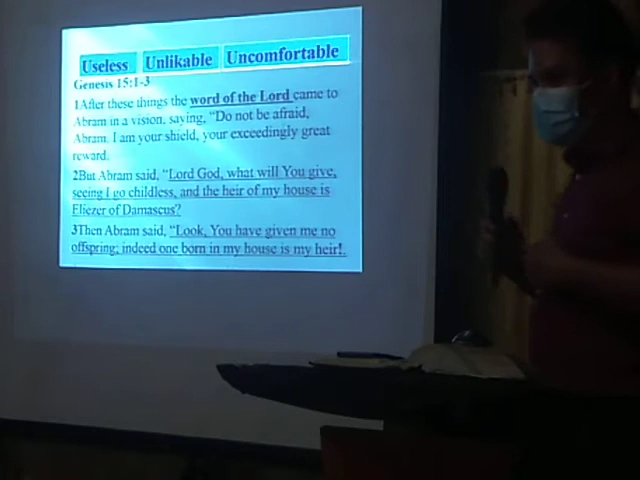 Useless Unlikable Uncomfortable
Genesis 15:1-3
1After these things the word of the Lord came to
Abram in a vision, saying, "Do not be afraid,
Abram. I am your shield, your exceedingly great
reward.
2But Abram said, "Lord God, what will You give,
seeing I go childless, and the heir of my house is
Eliezer of Damascus?
3Then Abram said, "Look, You have given me no
offspring; indeed one born in my house is my heir!.